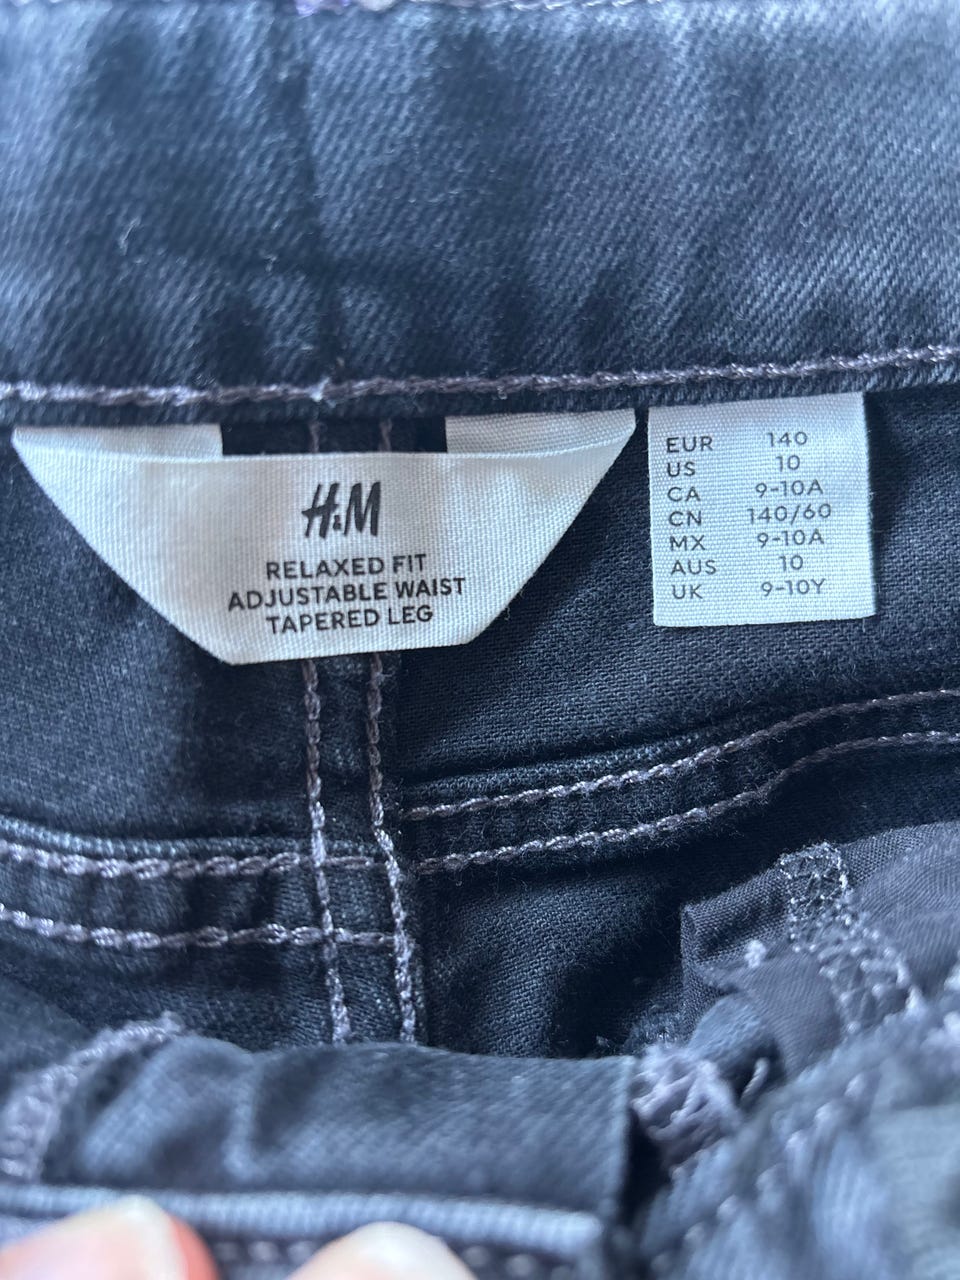 H&M
RELAXED FIT
ADJUSTABLE WAIST
TAPERED LEG
EUR 140
US 10
CA 9-10A
CN 140/60
MX 9-10A
AUS 10
UK 9-10Y